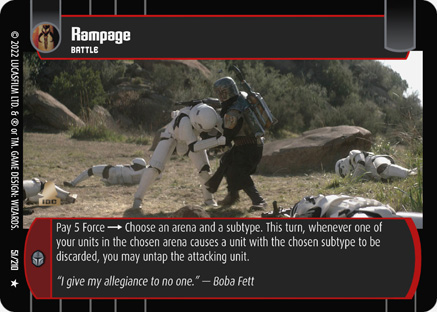 Rampage
BATTLE
Pay 5 Force → Choose an arena and a subtype. This turn, whenever one of
your units in the chosen arena causes a unit with the chosen subtype to be
discarded, you may untap the attacking unit.
"I give my allegiance to no one." — Boba Fett
© 2022 LUCASFILM LTD. & ® or TM. GAME DESIGN: WIZARDS.
51/210 ★